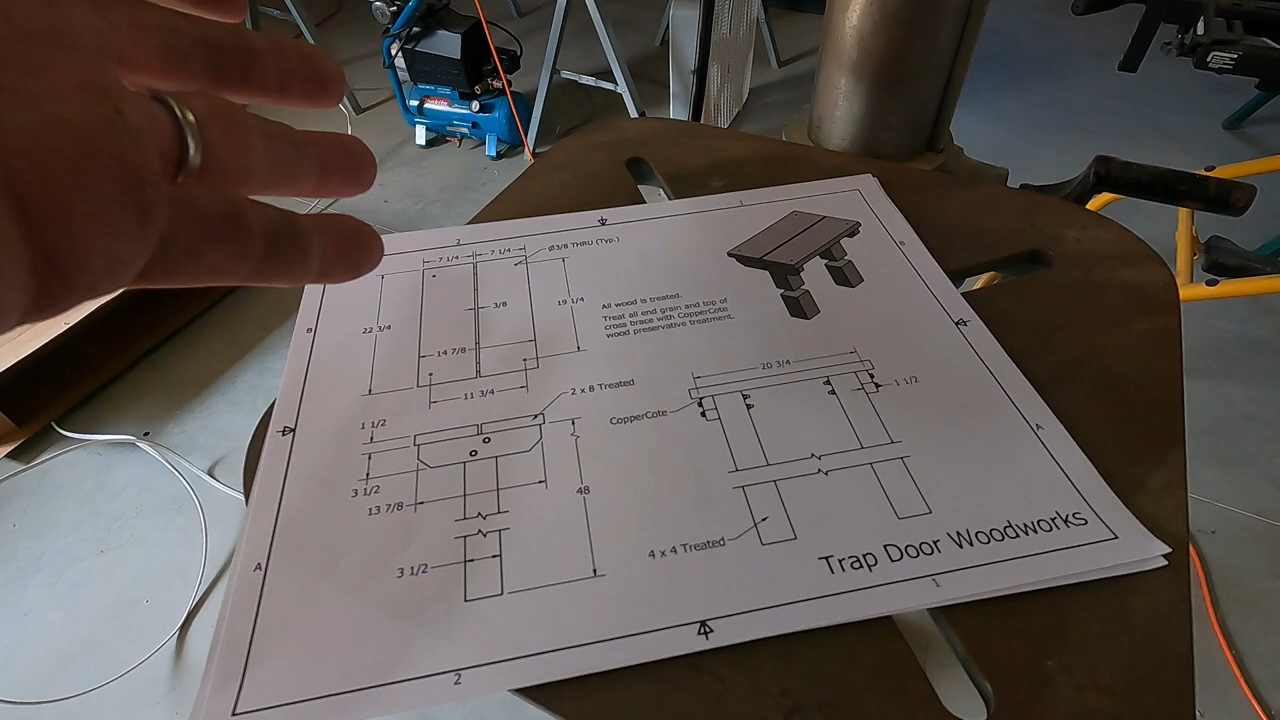 2
1
7 1/4
7 1/4
Ø3/8 THRU (Typ.)
B
B
22 3/4
3/8
19 1/4
14 7/8
11 3/4
All wood is treated.
Treat all end grain and top of
cross brace with CopperCote
wood preservative treatment.
2 x 8 Treated
1 1/2
3 1/2
13 7/8
48
3 1/2
20 3/4
1 1/2
CopperCote
4 x 4 Treated
A
A
Trap Door Woodworks
2
1